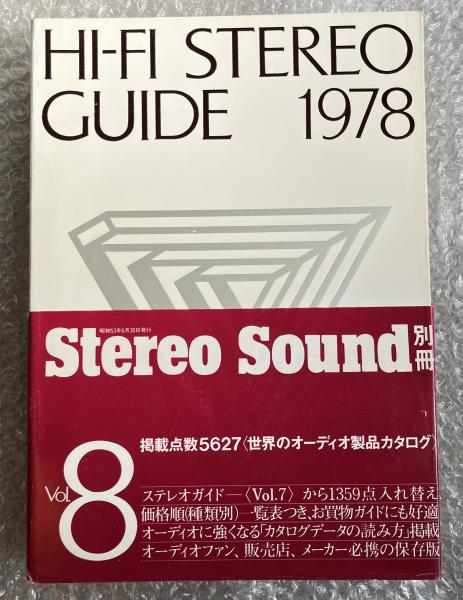 HI-FI STEREO
GUIDE 1978
昭和53年6月30日発行
Stereo Sound 別冊
掲載点数5627〈世界のオーディオ製品カタログ〉
Vol. 8
ステレオガイド―〈Vol.7〉から1359点入れ替え
価格順(種類別)一覧表つき、お買物ガイドにも好適
オーディオに強くなる「カタログデータの読み方」掲載
オーディオファン、販売店、メーカー必携の保存版